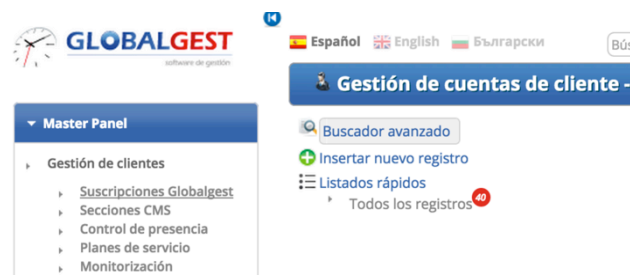 GLOBALGEST
software de gestión
Master Panel
Gestión de clientes
Suscripciones Globalgest
Secciones CMS
Control de presencia
Planes de servicio
Monitorización
Español English Български
Bús
Gestión de cuentas de cliente -
Buscador avanzado
Insertar nuevo registro
Listados rápidos
Todos los registros 40